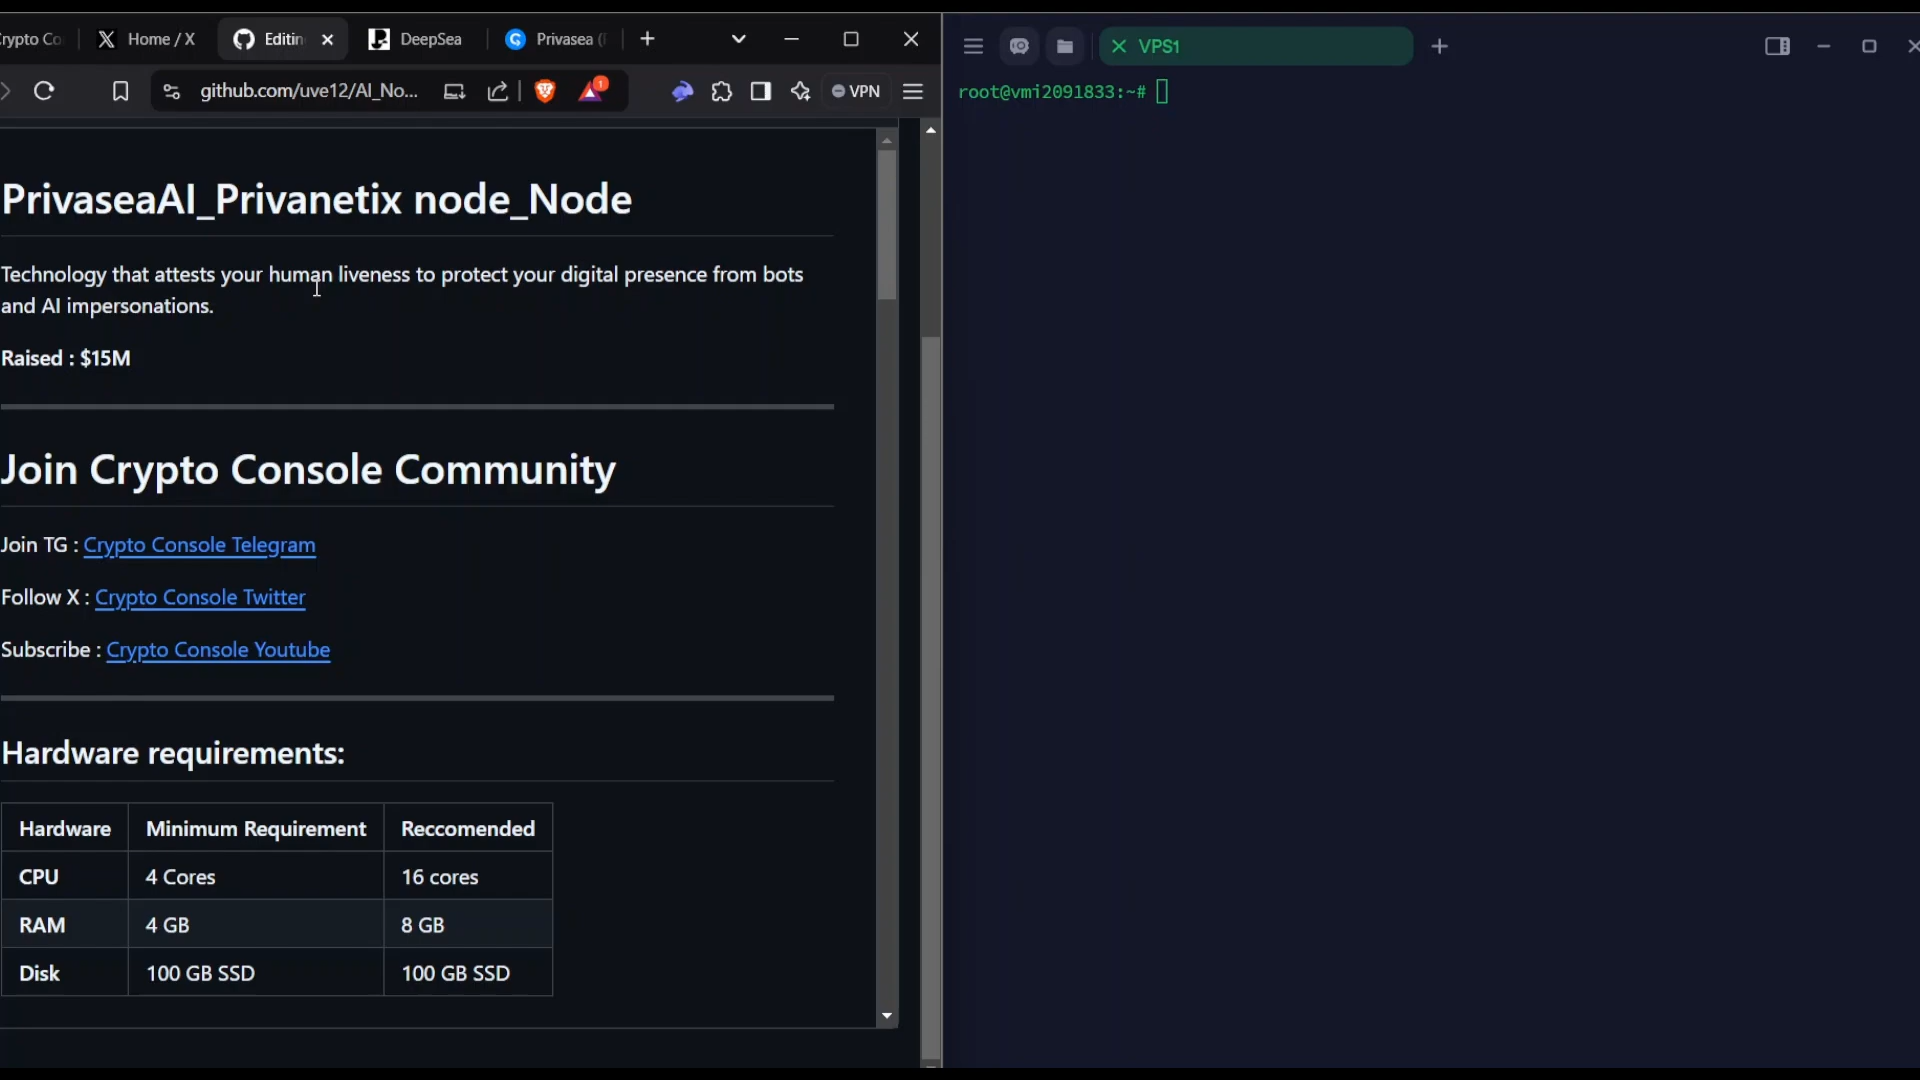 rypto Co
Home / X
Editin
DeepSea
Privasea (
github.com/uve12/AI_No...
1
VPN
PrivaseaAI_Privanetix node_Node
Technology that attests your human liveness to protect your digital presence from bots
and AI impersonations.
Raised : $15M
Join Crypto Console Community
Join TG : Crypto Console Telegram
Follow X : Crypto Console Twitter
Subscribe : Crypto Console Youtube
Hardware requirements:
Hardware Minimum Requirement Reccomended
CPU 4 Cores 16 cores
RAM 4 GB 8 GB
Disk 100 GB SSD 100 GB SSD
VPS1
root@vmi2091833:~#